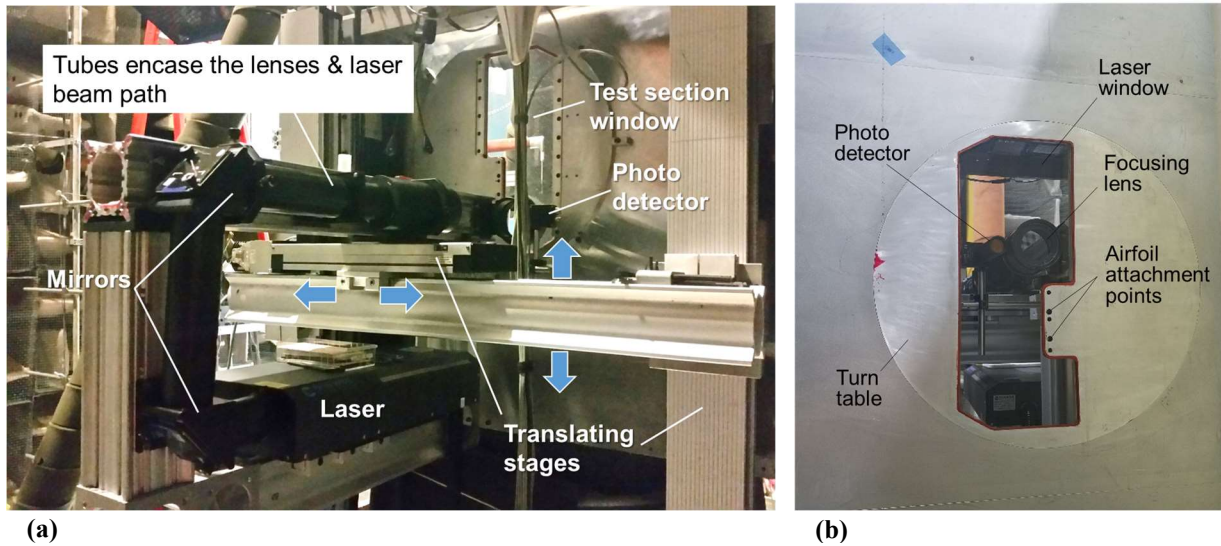 Tubes encase the lenses & laser
beam path
Test section
window
Photo
detector
Mirrors
Laser
Translating
stages
(a)
Laser
window
Photo
detector
Focusing
lens
Airfoil
attachment
points
Turn
table
(b)